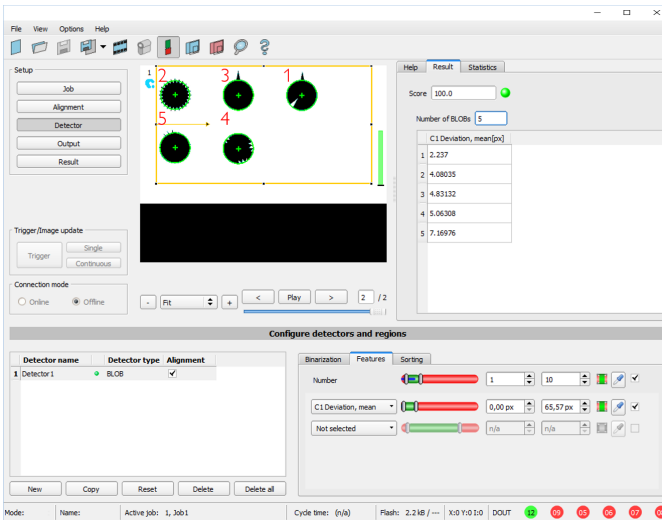 File View Options Help
Setup
Job
Alignment
Detector
Output
Result
Trigger/Image update
Trigger
Single
Continuous
Connection mode
Online Offline
1
2 3 1
5 4
- Fit + < Play > 2 /2
Help Result Statistics
Score 100.0
Number of BLOBs 5
C1 Deviation, mean[px]
1 2.237
2 4.08035
3 4.83132
4 5.06308
5 7.16976
Configure detectors and regions
Detector name Detector type Alignment
1 Detector1 BLOB
New Copy Reset Delete Delete all
Binarization Features Sorting
Number 1 10
C1 Deviation, mean 0,00 px 65,57 px
Not selected n/a n/a
Mode: Name: Active job: 1, Job1 Cycle time: (n/a) Flash: 2.2 kB / --- X:0 Y:0 I:0 DOUT 12 09 05 06 07